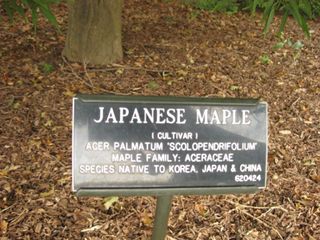 JAPANESE MAPLE
( CULTIVAR )
ACER PALMATUM "SCOLOPENDRIFOLIUM"
MAPLE FAMILY: ACERACEAE
SPECIES NATIVE TO KOREA, JAPAN & CHINA
620424